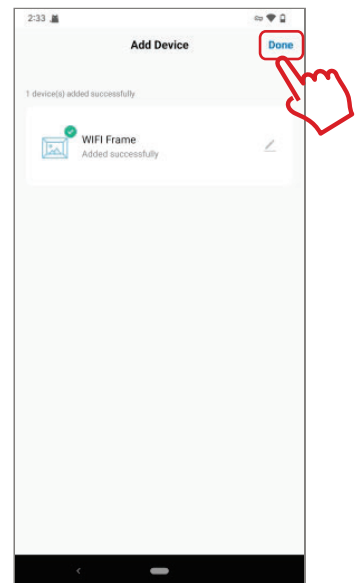 2:33
Add Device
Done
1 device(s) added successfully
WIFI Frame
Added successfully